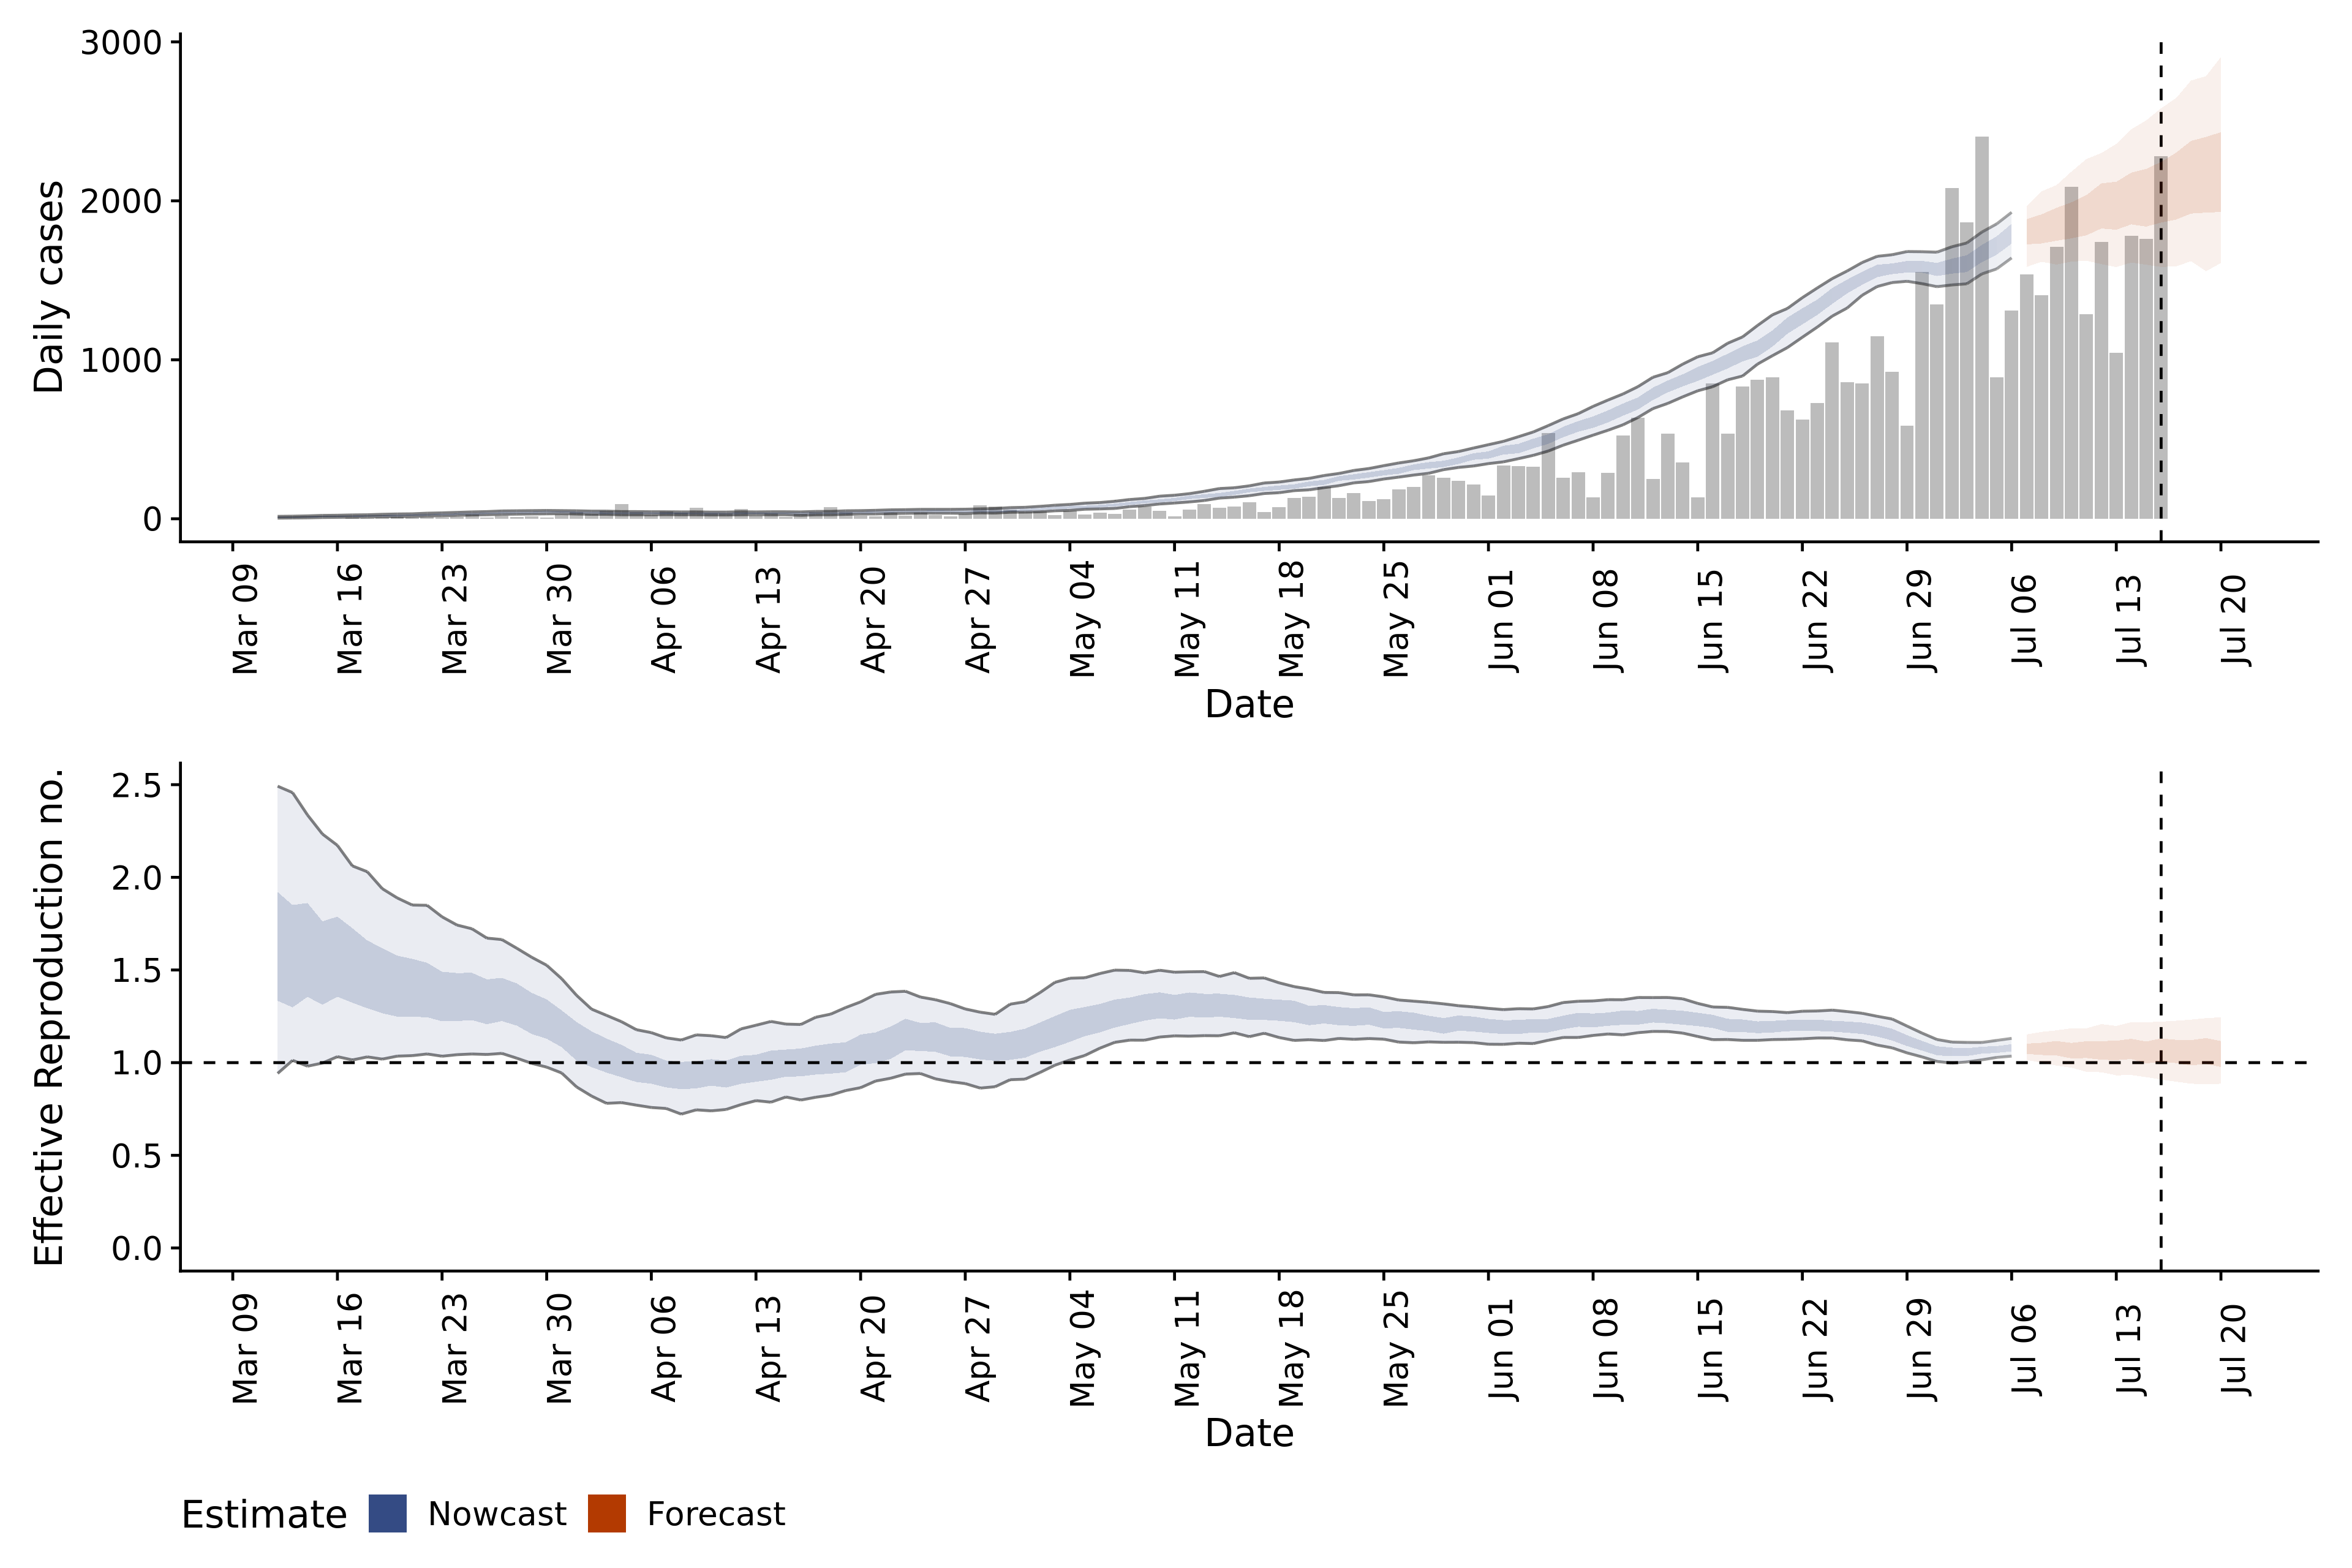 Daily cases
3000
2000
1000
0
Mar 09 Mar 16 Mar 23 Mar 30 Apr 06 Apr 13 Apr 20 Apr 27 May 04 May 11 May 18 May 25 Jun 01 Jun 08 Jun 15 Jun 22 Jun 29 Jul 06 Jul 13 Jul 20
Date
Effective Reproduction no.
2.5
2.0
1.5
1.0
0.5
0.0
Mar 09 Mar 16 Mar 23 Mar 30 Apr 06 Apr 13 Apr 20 Apr 27 May 04 May 11 May 18 May 25 Jun 01 Jun 08 Jun 15 Jun 22 Jun 29 Jul 06 Jul 13 Jul 20
Date
Estimate Nowcast Forecast